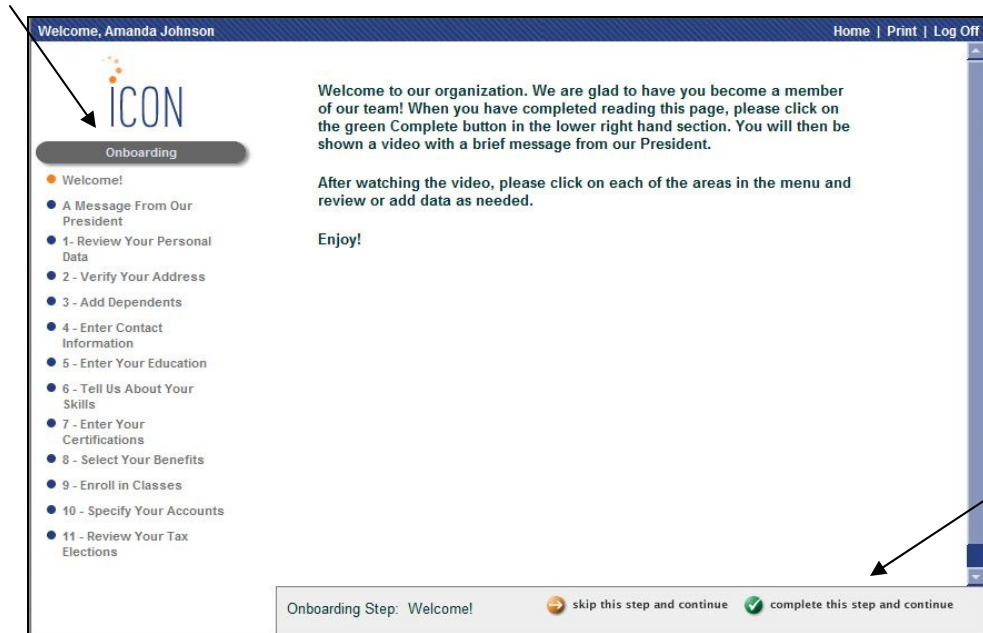 Welcome, Amanda Johnson
Home | Print | Log Off
icon
Onboarding
Welcome!
A Message From Our
President
1- Review Your Personal
Data
2 - Verify Your Address
3 - Add Dependents
4 - Enter Contact
Information
5 - Enter Your Education
6 - Tell Us About Your
Skills
7 - Enter Your
Certifications
8 - Select Your Benefits
9 - Enroll in Classes
10 - Specify Your Accounts
11 - Review Your Tax
Elections
Welcome to our organization. We are glad to have you become a member
of our team! When you have completed reading this page, please click on
the green Complete button in the lower right hand section. You will then be
shown a video with a brief message from our President.
After watching the video, please click on each of the areas in the menu and
review or add data as needed.
Enjoy!
Onboarding Step: Welcome!
skip this step and continue
complete this step and continue